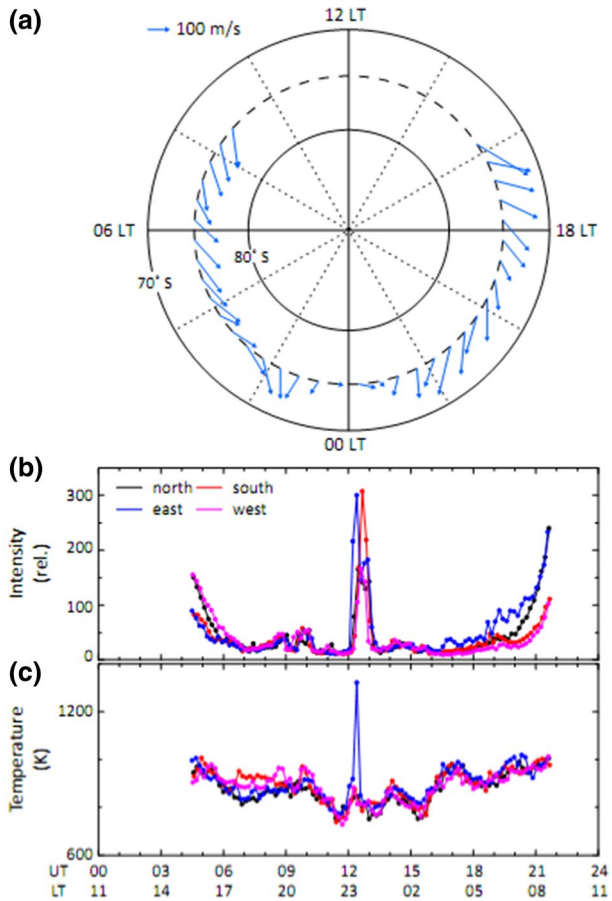 (a)
12 LT
100 m/s
06 LT
18 LT
80° S
70° S
00 LT
(b)
300
200
100
0
Intensity
(rel.)
north
south
east
west
(c)
1200
600
Temperature
(K)
UT 00 03 06 09 12 15 18 21 24
LT 11 14 17 20 23 02 05 08 11